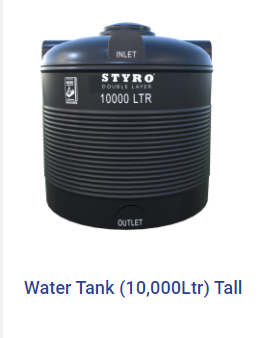 INLET
STYRO®
DOUBLE LAYER
10000 LTR
OUTLET
Water Tank (10,000Ltr) Tall